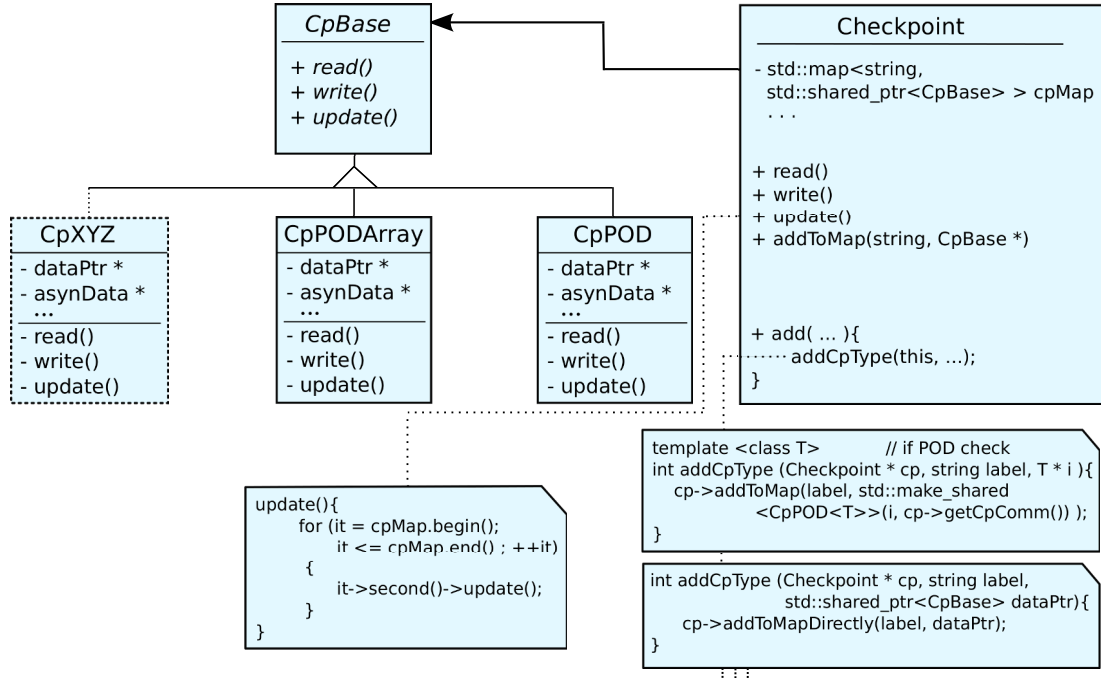 CpBase
+ read()
+ write()
+ update()
Checkpoint
- std::map<string,
std::shared_ptr<CpBase> > cpMap
. . .
+ read()
+ write()
+ update()
+ addToMap(string, CpBase *)
+ add( ... ){
addCpType(this, ...);
}
CpXYZ
- dataPtr *
- asynData *
...
- read()
- write()
- update()
CpPODArray
- dataPtr *
- asynData *
...
- read()
- write()
- update()
CpPOD
- dataPtr *
- asynData *
...
- read()
- write()
- update()
update(){
for (it = cpMap.begin();
it <= cpMap.end() ; ++it)
{
it->second()->update();
}
}
template <class T> // if POD check
int addCpType (Checkpoint * cp, string label, T * i ){
cp->addToMap(label, std::make_shared
<CpPOD<T>>(i, cp->getCpComm()) );
}
int addCpType (Checkpoint * cp, string label,
std::shared_ptr<CpBase> dataPtr){
cp->addToMapDirectly(label, dataPtr);
}